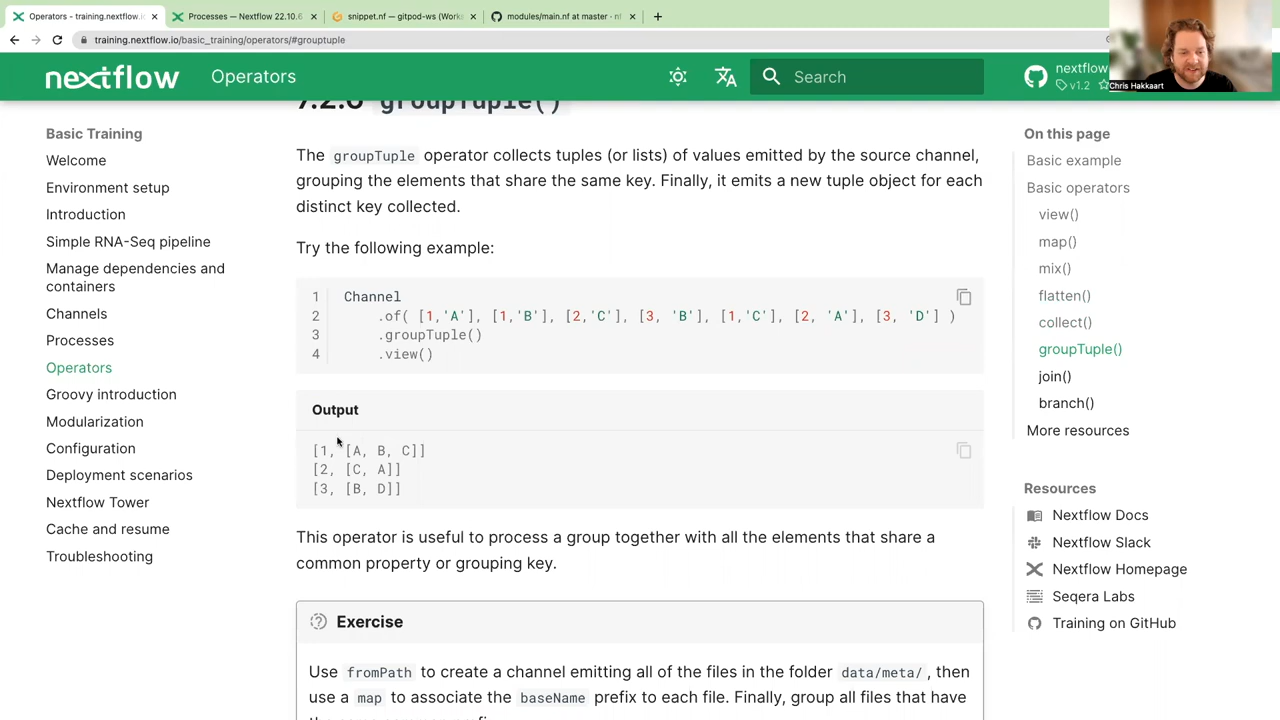 Operators - training.nextflow.i
Processes — Nextflow 22.10.6
snippet.nf — gitpod-ws (Works
modules/main.nf at master · nf
training.nextflow.io/basic_training/operators/#grouptuple
nextflow
Operators
Search
nextflow
v1.2
Chris Hakkaart
Basic Training
Welcome
Environment setup
Introduction
Simple RNA-Seq pipeline
Manage dependencies and
containers
Channels
Processes
Operators
Groovy introduction
Modularization
Configuration
Deployment scenarios
Nextflow Tower
Cache and resume
Troubleshooting
groupTuple()
The groupTuple operator collects tuples (or lists) of values emitted by the source channel,
grouping the elements that share the same key. Finally, it emits a new tuple object for each
distinct key collected.
Try the following example:
1 Channel
2 .of( [1,'A'], [1,'B'], [2,'C'], [3, 'B'], [1,'C'], [2, 'A'], [3, 'D'] )
3 .groupTuple()
4 .view()
Output
[1, [A, B, C]]
[2, [C, A]]
[3, [B, D]]
This operator is useful to process a group together with all the elements that share a
common property or grouping key.
Exercise
Use fromPath to create a channel emitting all of the files in the folder data/meta/, then
use a map to associate the baseName prefix to each file. Finally, group all files that have
On this page
Basic example
Basic operators
view()
map()
mix()
flatten()
collect()
groupTuple()
join()
branch()
More resources
Resources
Nextflow Docs
Nextflow Slack
Nextflow Homepage
Seqera Labs
Training on GitHub